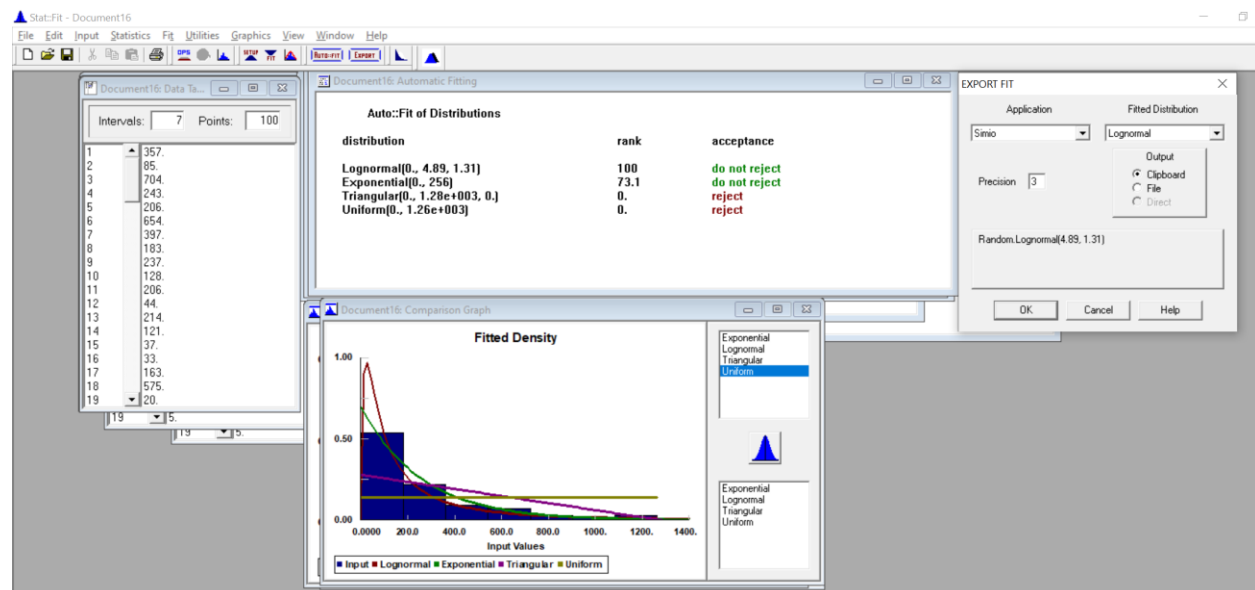 Stat::Fit - Document16
File Edit Input Statistics Fit Utilities Graphics View Window Help
OPS SETUP FIT AUTO::FIT EXPORT
Document16: Data Ta...
Intervals: 7 Points: 100
1 357.
2 85.
3 704.
4 243.
5 206.
6 654.
7 397.
8 183.
9 237.
10 128.
11 206.
12 44.
13 214.
14 121.
15 37.
16 33.
17 163.
18 575.
19 20.
19 5.
19 5.
Document16: Automatic Fitting
Auto::Fit of Distributions
distribution rank acceptance
Lognormal(0., 4.89, 1.31) 100 do not reject
Exponential(0., 256) 73.1 do not reject
Triangular(0., 1.28e+003, 0.) 0. reject
Uniform(0., 1.26e+003) 0. reject
Document16: Comparison Graph
Fitted Density
1.00
0.50
0.00
0.0000 200.0 400.0 600.0 800.0 1000. 1200. 1400.
Input Values
Input Lognormal Exponential Triangular Uniform
Exponential
Lognormal
Triangular
Uniform
Exponential
Lognormal
Triangular
Uniform
EXPORT FIT
Application Fitted Distribution
Simio Lognormal
Output
Precision 3
Clipboard
File
Direct
Random.Lognormal(4.89, 1.31)
OK Cancel Help